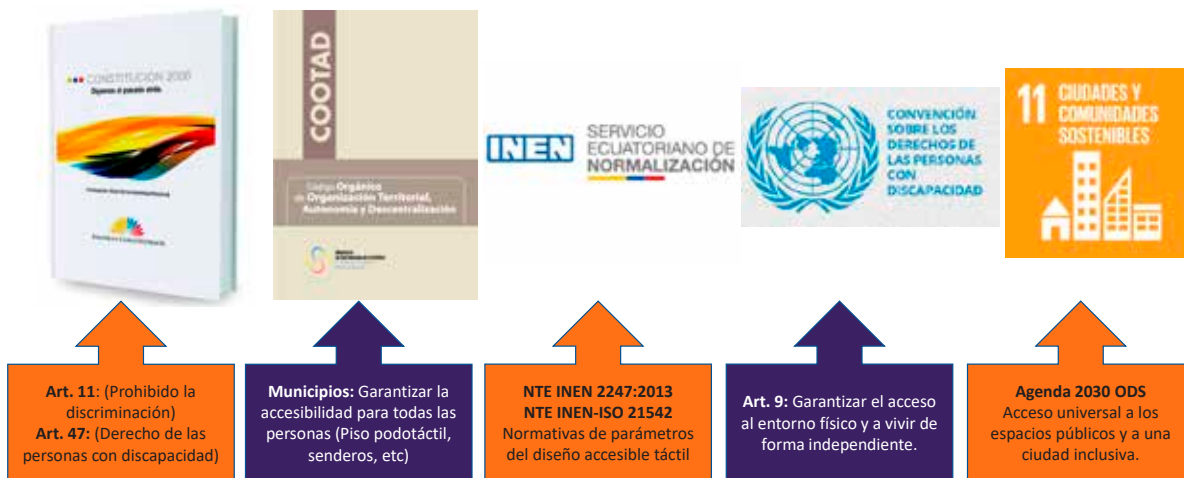 CONSTITUCIÓN 2008
Dejemos el pasado atrás
COOTAD
Código Orgánico
de Organización Territorial,
Autonomía y Descentralización
INEN
SERVICIO
ECUATORIANO DE
NORMALIZACIÓN
CONVENCIÓN
SOBRE LOS
DERECHOS DE
LAS PERSONAS
CON
DISCAPACIDAD
11 CIUDADES Y
COMUNIDADES
SOSTENIBLES
Art. 11: (Prohibido la
discriminación)
Art. 47: (Derecho de las
personas con discapacidad)
Municipios: Garantizar la
accesibilidad para todas las
personas (Piso podotáctil,
senderos, etc)
NTE INEN 2247:2013
NTE INEN-ISO 21542
Normativas de parámetros
del diseño accesible táctil
Art. 9: Garantizar el acceso
al entorno físico y a vivir de
forma independiente.
Agenda 2030 ODS
Acceso universal a los
espacios públicos y a una
ciudad inclusiva.